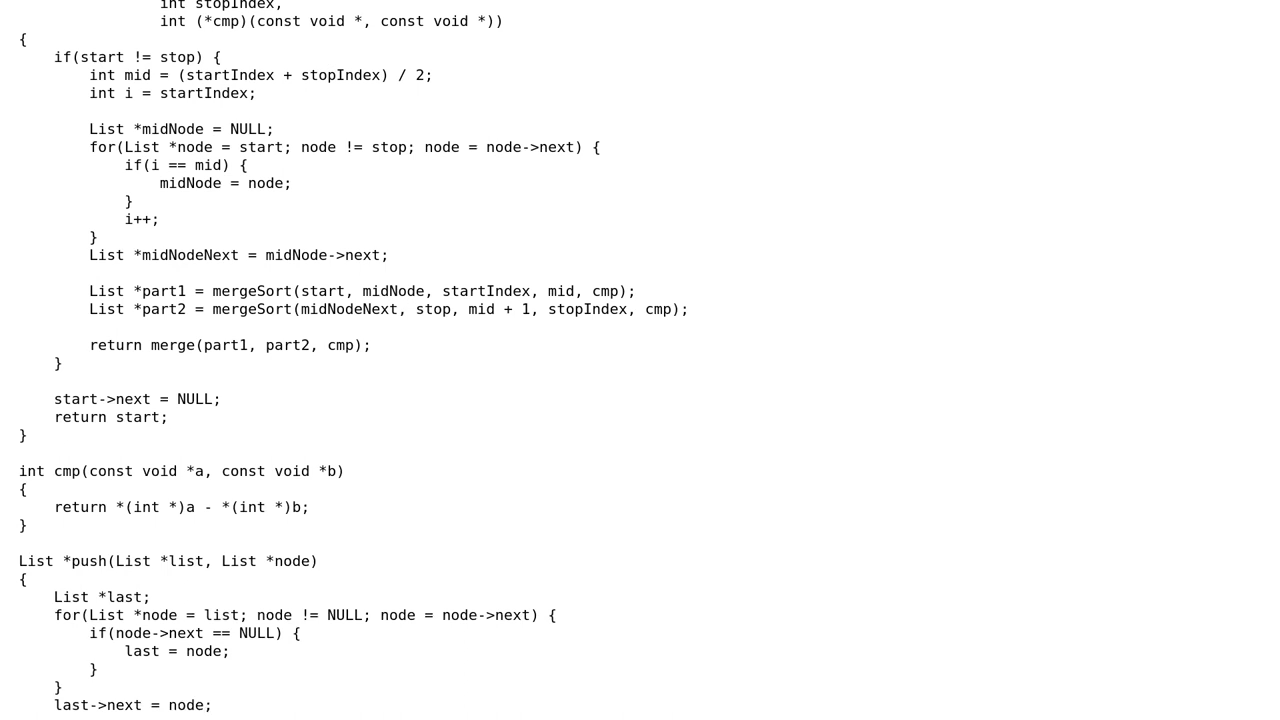 int stopIndex,
int (*cmp)(const void *, const void *))
{
if(start != stop) {
int mid = (startIndex + stopIndex) / 2;
int i = startIndex;
List *midNode = NULL;
for(List *node = start; node != stop; node = node->next) {
if(i == mid) {
midNode = node;
}
i++;
}
List *midNodeNext = midNode->next;
List *part1 = mergeSort(start, midNode, startIndex, mid, cmp);
List *part2 = mergeSort(midNodeNext, stop, mid + 1, stopIndex, cmp);
return merge(part1, part2, cmp);
}
start->next = NULL;
return start;
}
int cmp(const void *a, const void *b)
{
return *(int *)a - *(int *)b;
}
List *push(List *list, List *node)
{
List *last;
for(List *node = list; node != NULL; node = node->next) {
if(node->next == NULL) {
last = node;
}
}
last->next = node;